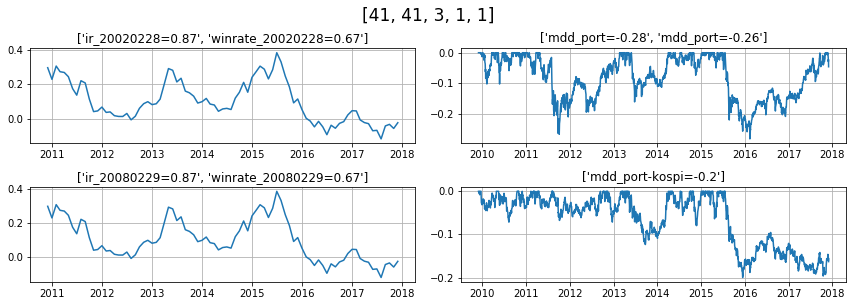 [41, 41, 3, 1, 1]
['ir_20020228=0.87', 'winrate_20020228=0.67']
0.4
0.2
0.0
2011 2012 2013 2014 2015 2016 2017 2018
['mdd_port=-0.28', 'mdd_port=-0.26']
0.0
−0.1
−0.2
2010 2011 2012 2013 2014 2015 2016 2017 2018
['ir_20080229=0.87', 'winrate_20080229=0.67']
0.4
0.2
0.0
2011 2012 2013 2014 2015 2016 2017 2018
['mdd_port-kospi=-0.2']
0.0
−0.1
−0.2
2010 2011 2012 2013 2014 2015 2016 2017 2018